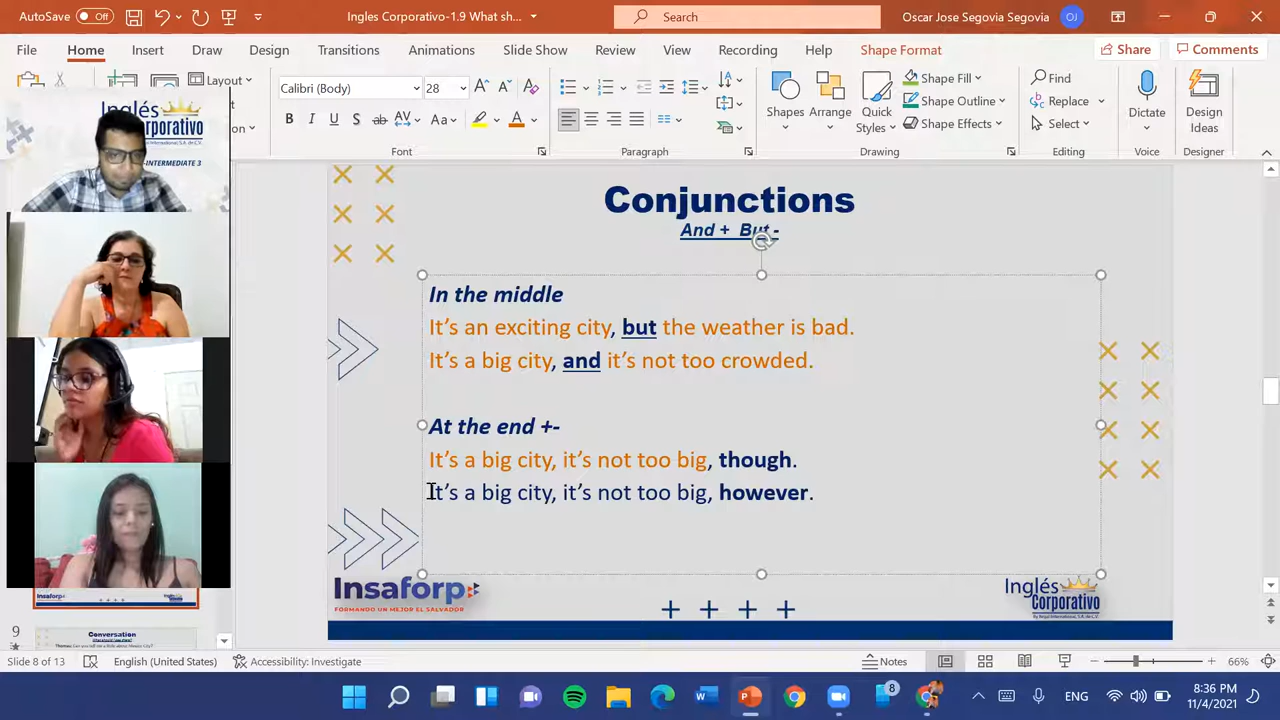 AutoSave Off Ingles Corporativo-1.9 What sh... Search Oscar Jose Segovia Segovia OJ
File Home Insert Draw Design Transitions Animations Slide Show Review View Recording Help Shape Format Share Comments
Layout Calibri (Body) 28 Shapes Arrange Quick Styles Shape Fill Shape Outline Shape Effects Find Replace Select Dictate Design Ideas
Font Paragraph Drawing Editing Voice Designer
Inglés
Corporativo
-INTERMEDIATE 3
Conjunctions
And + But -
In the middle
It's an exciting city, but the weather is bad.
It's a big city, and it's not too crowded.
At the end +-
It's a big city, it's not too big, though.
It's a big city, it's not too big, however.
Insaforp
FORMANDO UN MEJOR EL SALVADOR
Inglés
Corporativo
9
Conversation
Slide 8 of 13 English (United States) Accessibility: Investigate Notes 66%
8 ENG 8:36 PM
11/4/2021